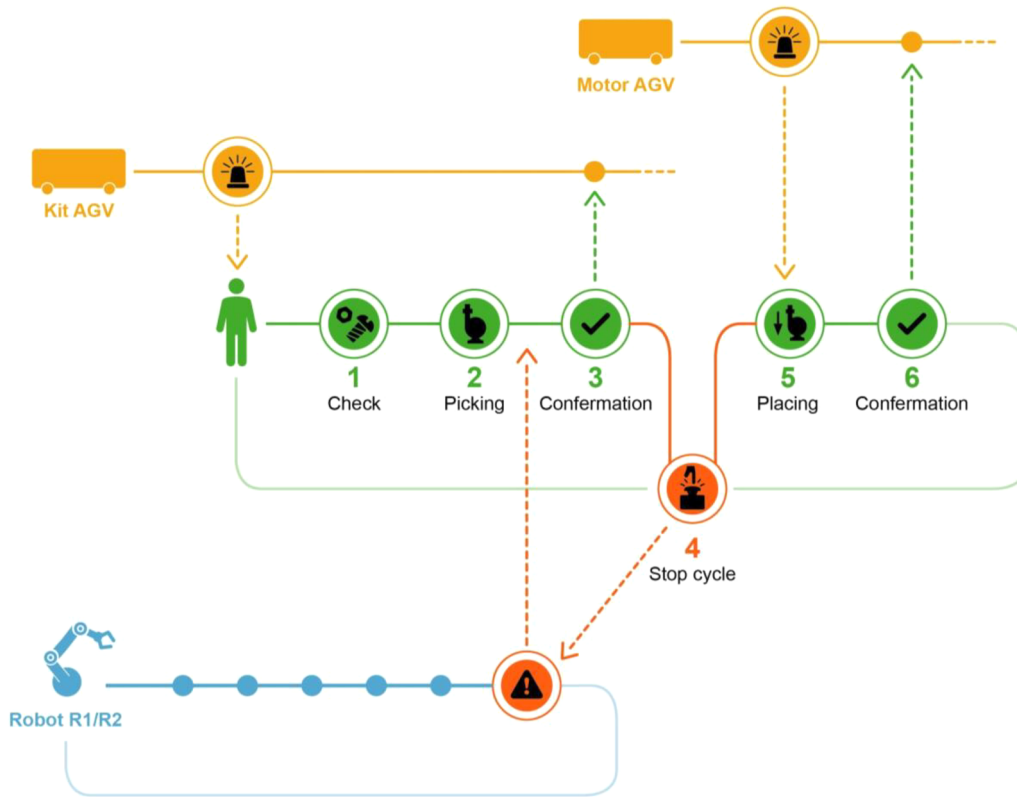 Motor AGV
Kit AGV
1
Check
2
Picking
3
Confermation
5
Placing
6
Confermation
4
Stop cycle
Robot R1/R2